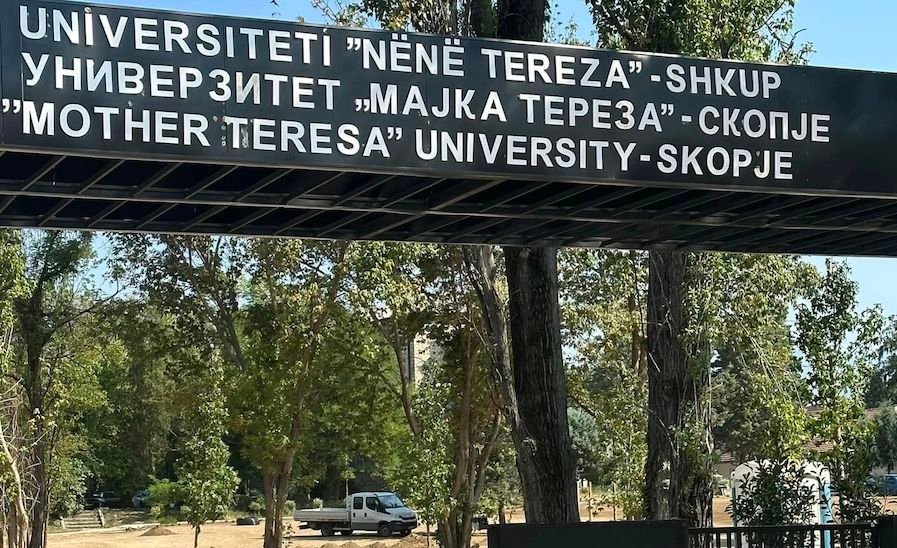 UNIVERSITETI "NËNË TEREZA" - SHKUP
УНИВЕРЗИТЕТ „МАЈКА ТЕРЕЗА” - СКОПЈЕ
”MOTHER TERESA” UNIVERSITY - SKOPJE